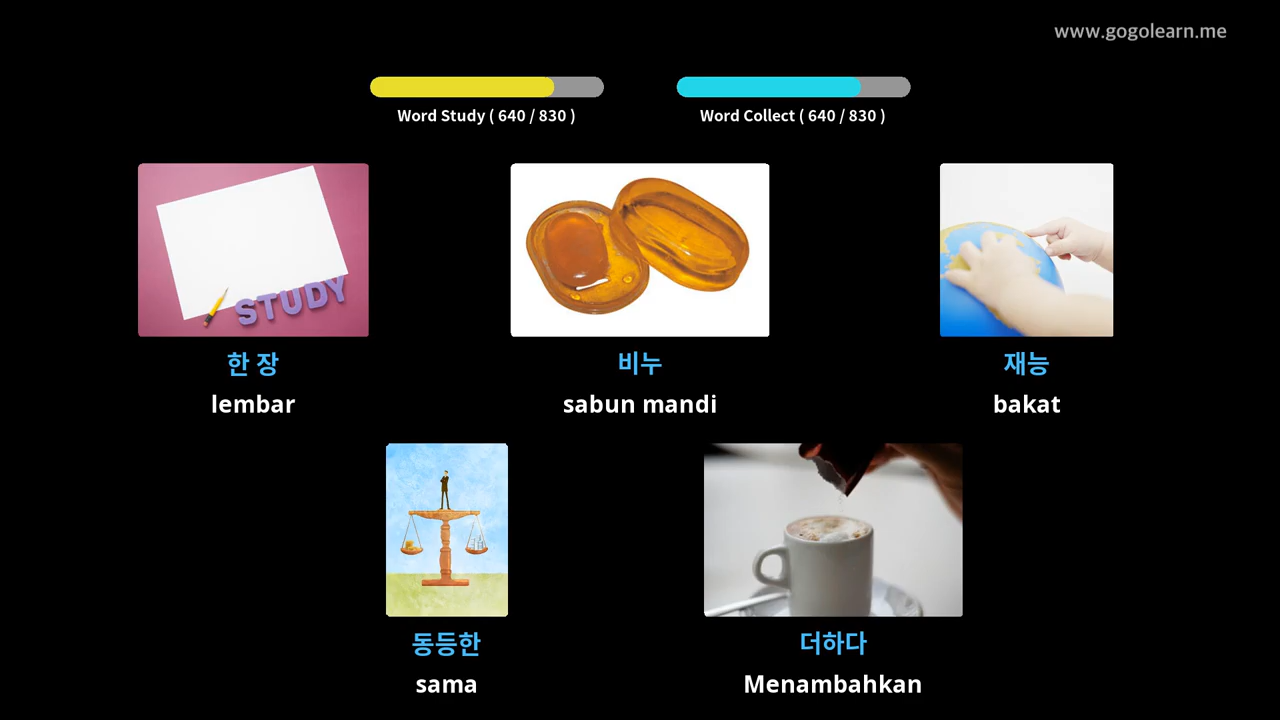 www.gogolearn.me
Word Study ( 640 / 830 )
Word Collect ( 640 / 830 )
STUDY
한 장
lembar
비누
sabun mandi
재능
bakat
동등한
sama
더하다
Menambahkan